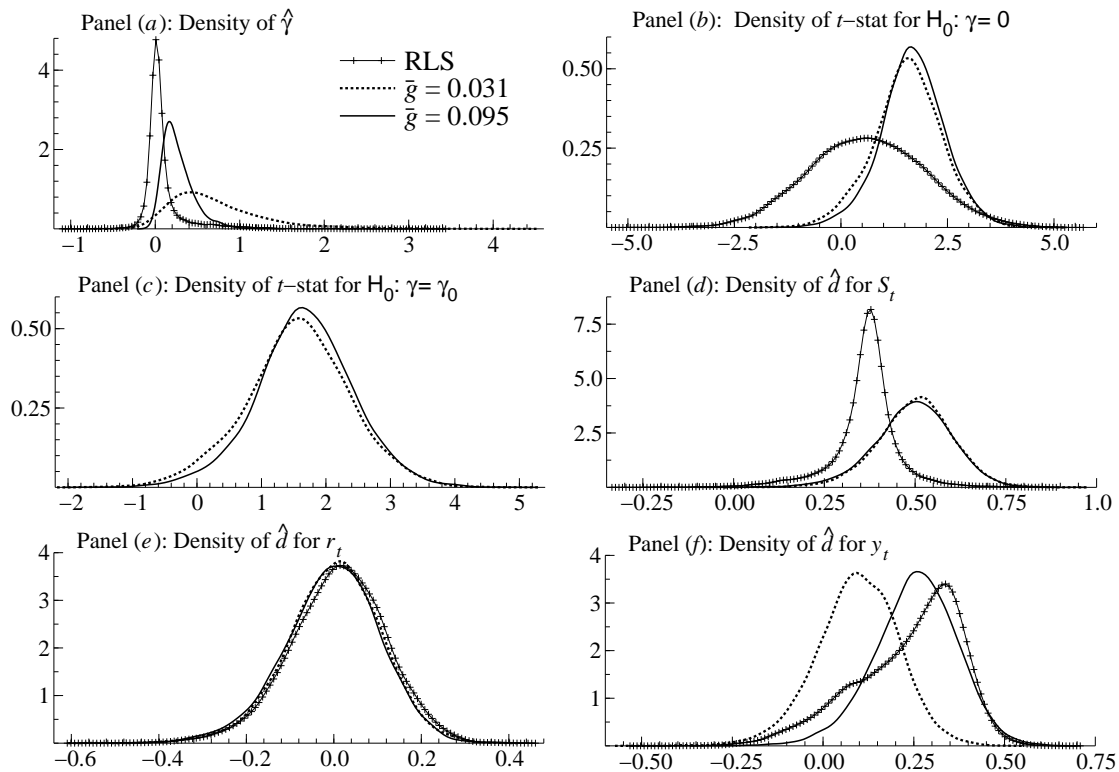 Panel (a): Density of γ̂
4
2
RLS
ḡ = 0.031
ḡ = 0.095
−1 0 1 2 3 4
Panel (b): Density of t−stat for H₀: γ= 0
0.50
0.25
−5.0 −2.5 0.0 2.5 5.0
Panel (c): Density of t−stat for H₀: γ= γ₀
0.50
0.25
−2 −1 0 1 2 3 4 5
Panel (d): Density of d̂ for Sₜ
7.5
5.0
2.5
−0.25 0.00 0.25 0.50 0.75 1.0
Panel (e): Density of d̂ for rₜ
4
3
2
1
−0.6 −0.4 −0.2 0.0 0.2 0.4
Panel (f): Density of d̂ for yₜ
4
3
2
1
−0.50 −0.25 0.00 0.25 0.50 0.75